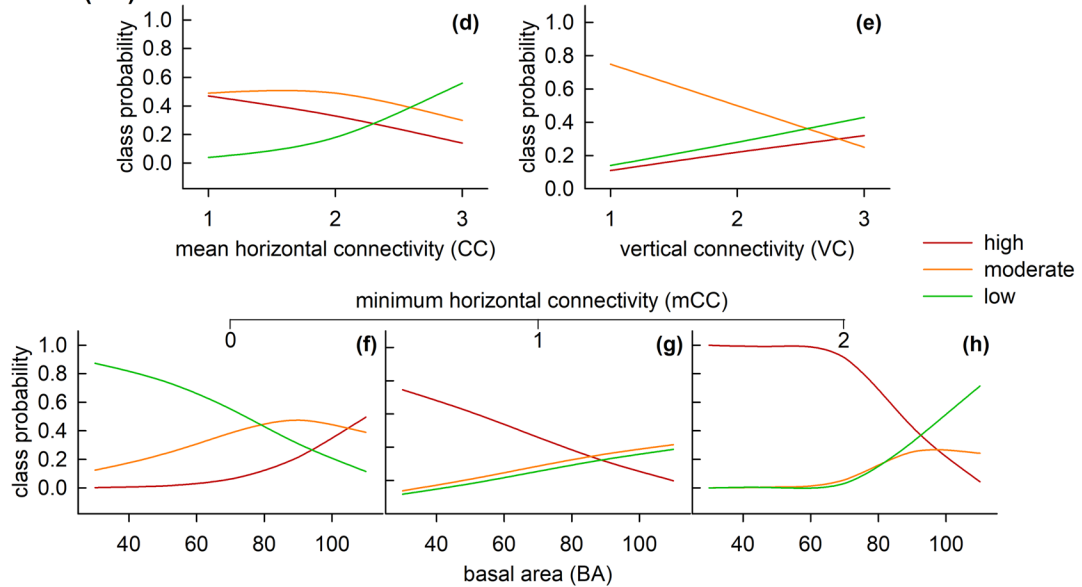 (d)
class probability
1.0
0.8
0.6
0.4
0.2
0.0
1 2 3
mean horizontal connectivity (CC)
(e)
class probability
1.0
0.8
0.6
0.4
0.2
0.0
1 2 3
vertical connectivity (VC)
high
moderate
low
minimum horizontal connectivity (mCC)
0 1 2
(f)
(g)
(h)
class probability
1.0
0.8
0.6
0.4
0.2
0.0
40 60 80 100
40 60 80 100
40 60 80 100
basal area (BA)